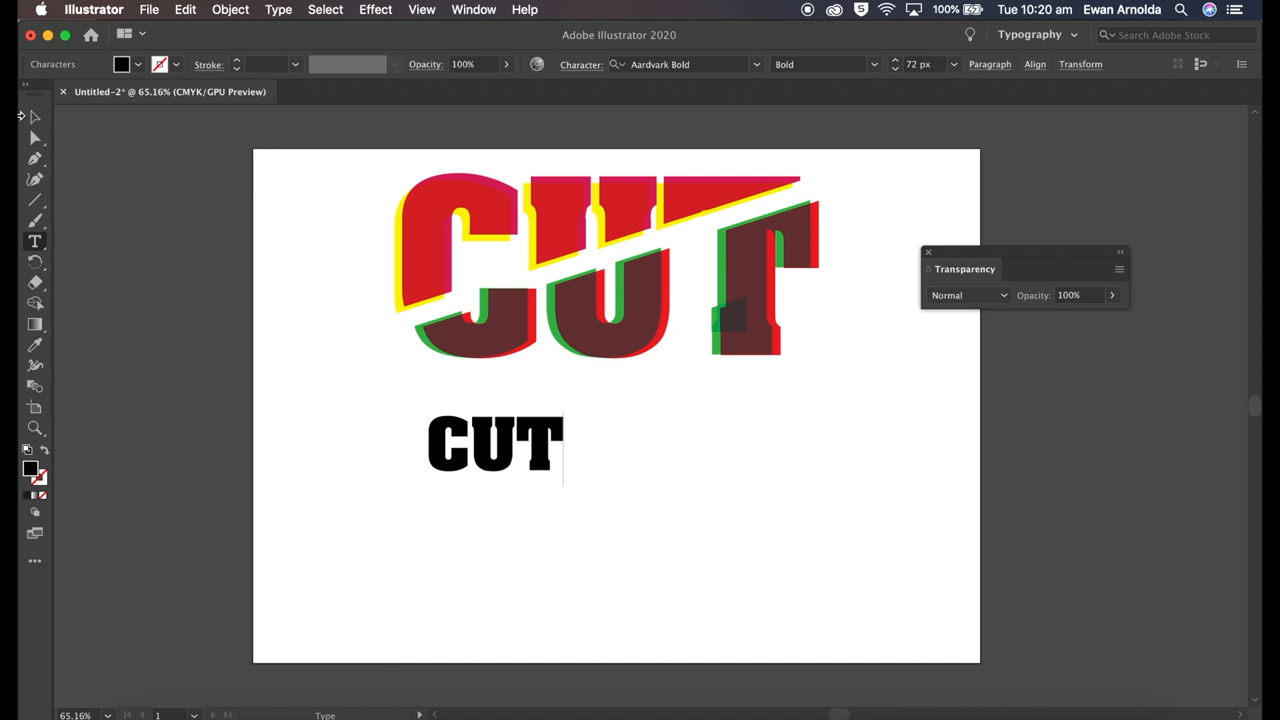 Illustrator File Edit Object Type Select Effect View Window Help 100% Tue 10:20 am Ewan Arnolda
Adobe Illustrator 2020 Typography Search Adobe Stock
Characters Stroke: Opacity: 100% Character: Aardvark Bold Bold 72 px Paragraph Align Transform
Untitled-2* @ 65.16% (CMYK/GPU Preview)
CUT
Transparency
Normal Opacity: 100%
CUT
65.16% 1 Type